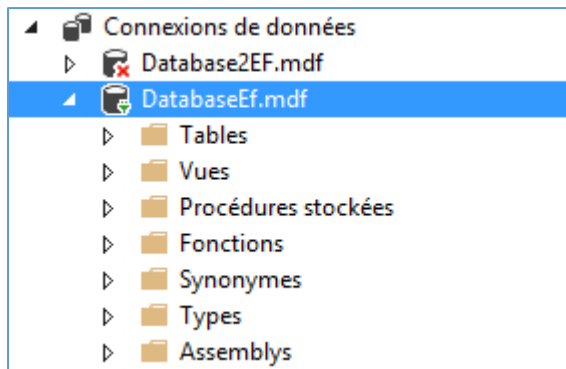 Connexions de données
Database2EF.mdf
DatabaseEf.mdf
Tables
Vues
Procédures stockées
Fonctions
Synonymes
Types
Assemblys